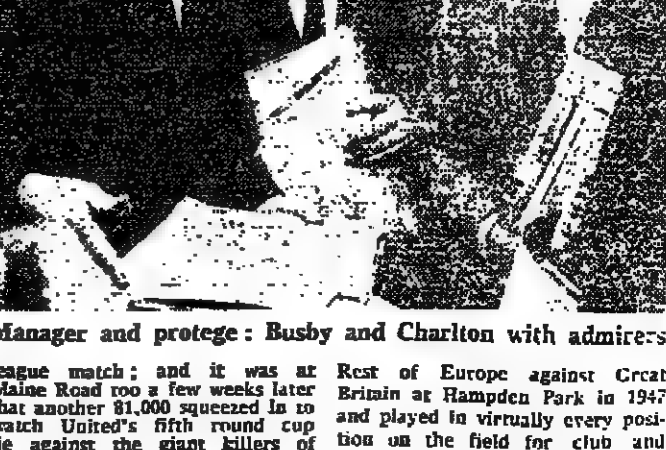 Manager and protege : Busby and Charlton with admirers
eague match ; and it was at
Maine Road too a few weeks later
hat another 81,000 squeezed in to
watch United's fifth round cup
ie against the giant killers of
Rest of Europe against Great
Britain at Hampden Park in 1947
and played in virtually every posi-
tion on the field for club and